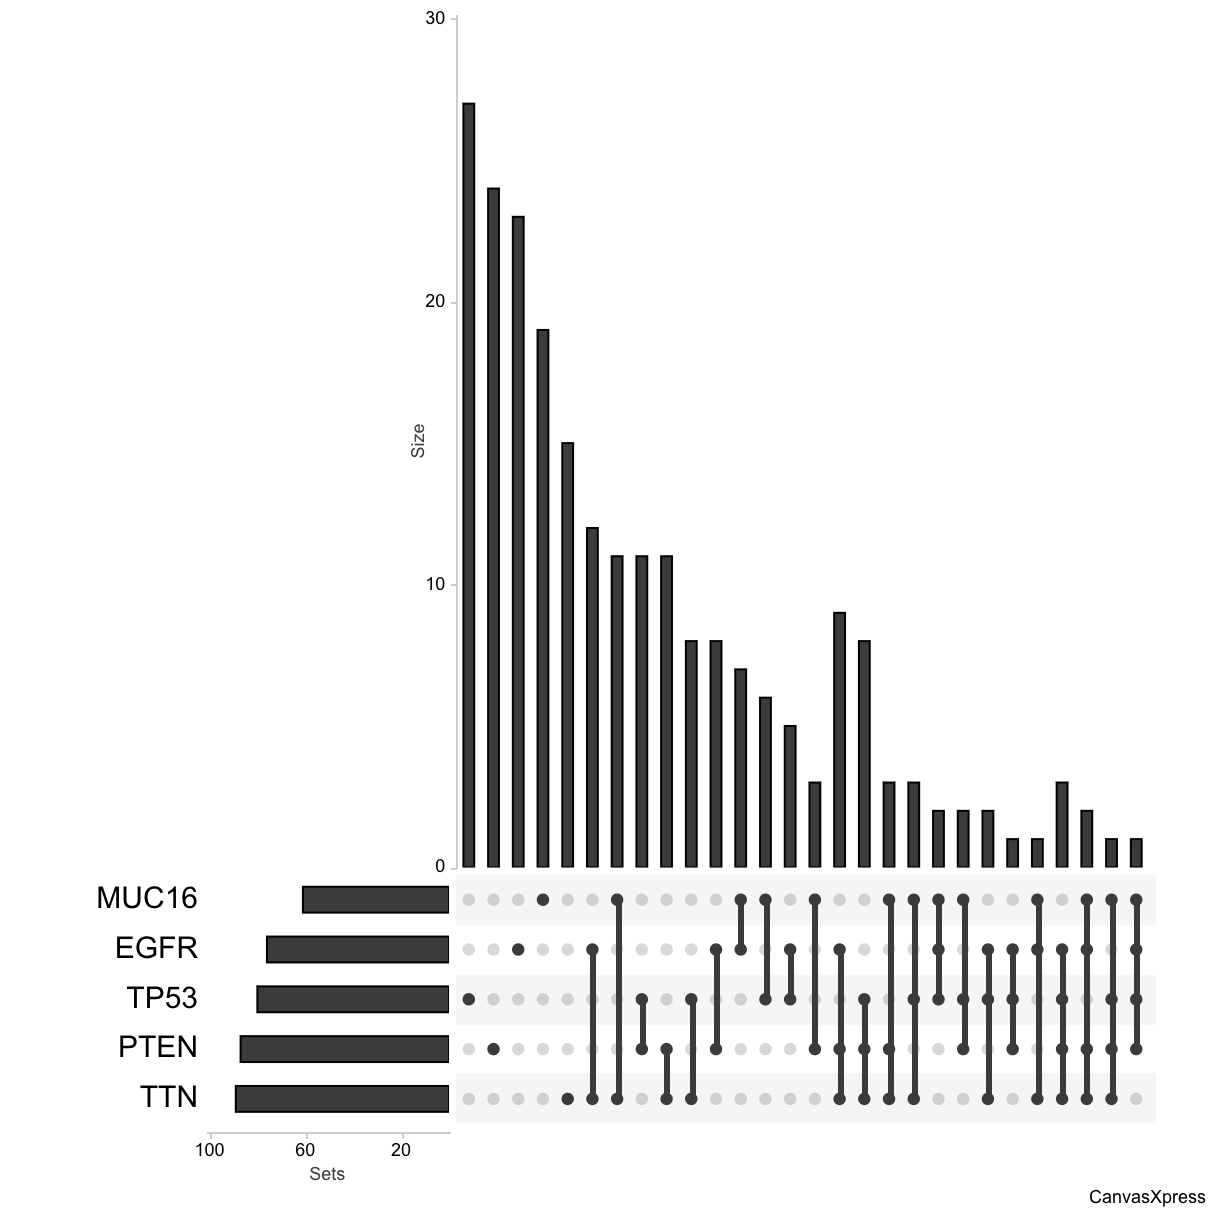 30
20
Size
10
0
MUC16
EGFR
TP53
PTEN
TTN
100 60 20
Sets
CanvasXpress